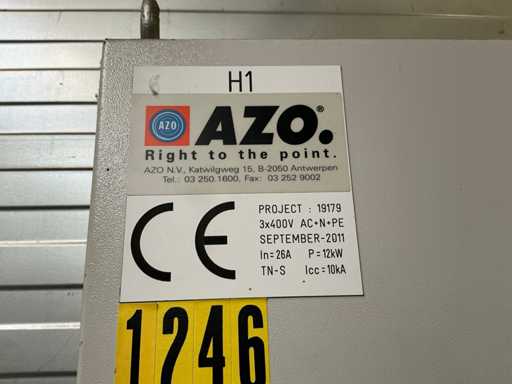 H1
AZO AZO.®
Right to the point.
AZO N.V., Katwilgweg 15, B-2050 Antwerpen
Tel.: 03 250.1600, Fax: 03 252 9002
CE
PROJECT : 19179
3x400V AC+N+PE
SEPTEMBER-2011
In=26A P=12kW
TN-S Icc=10kA
1246